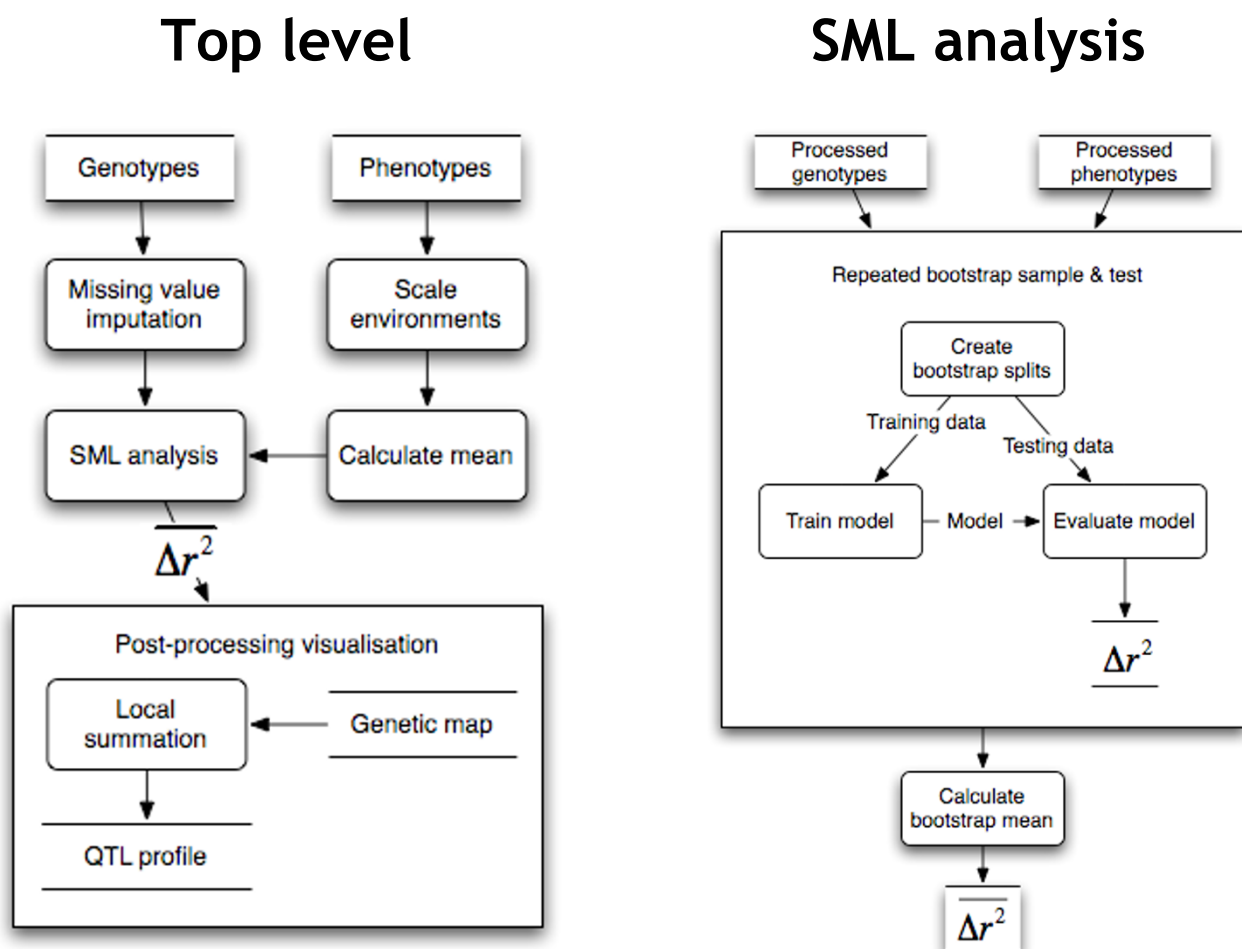 Top level
Genotypes
Phenotypes
Missing value
imputation
Scale
environments
SML analysis
Calculate mean
Δr²
Post-processing visualisation
Local
summation
Genetic map
QTL profile
SML analysis
Processed
genotypes
Processed
phenotypes
Repeated bootstrap sample & test
Create
bootstrap splits
Training data
Testing data
Train model
Model
Evaluate model
Δr²
Calculate
bootstrap mean
Δr²